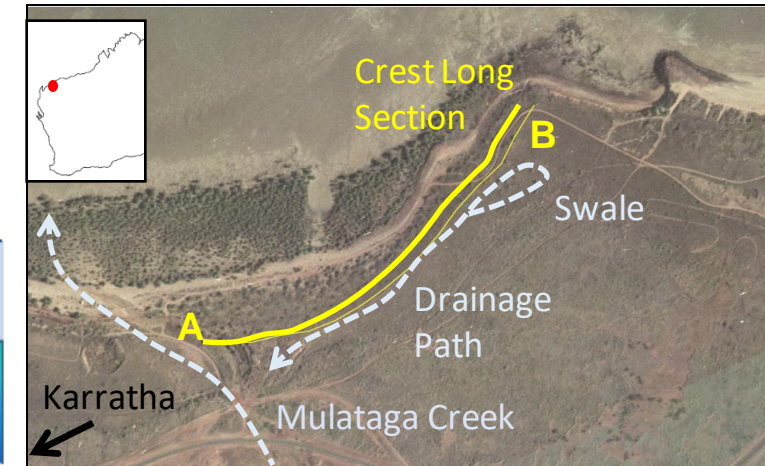 Crest Long
Section
B
Swale
Drainage
Path
A
Karratha
Mulataga Creek